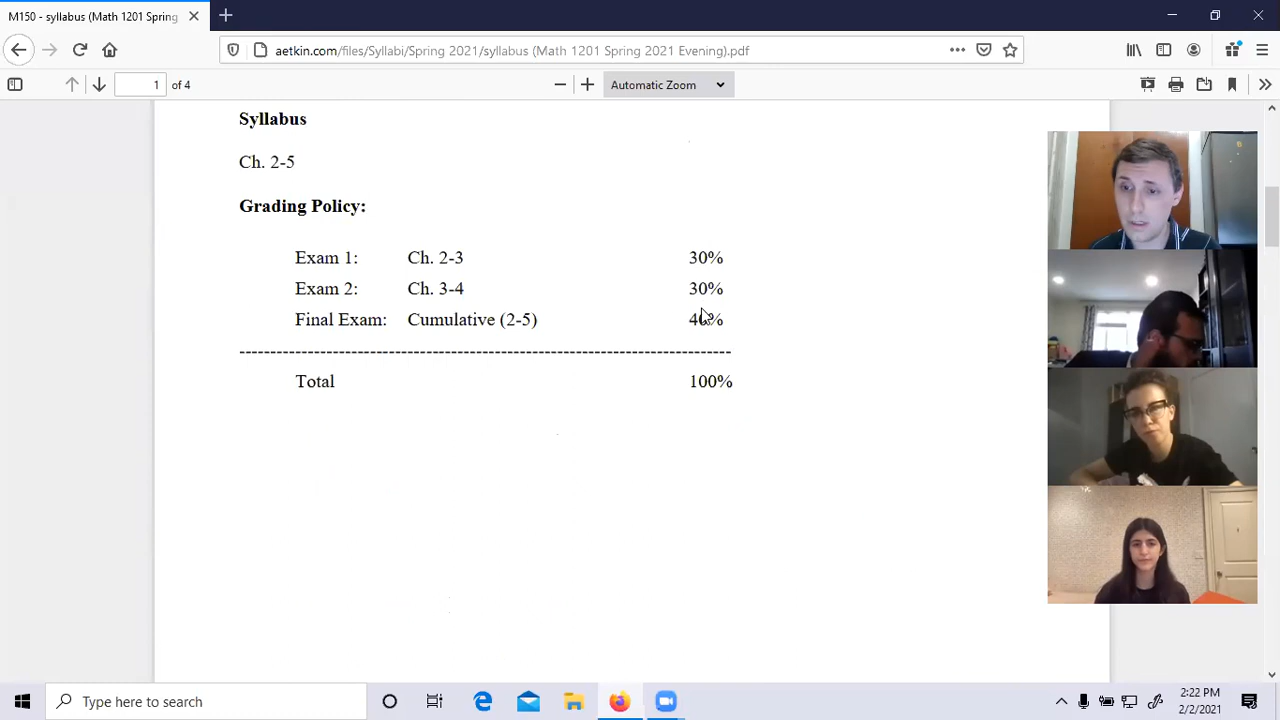 M150 - syllabus (Math 1201 Spring
aetkin.com/files/Syllabi/Spring 2021/syllabus (Math 1201 Spring 2021 Evening).pdf
1 of 4
Automatic Zoom
Syllabus
Ch. 2-5
Grading Policy:
Exam 1: Ch. 2-3 30%
Exam 2: Ch. 3-4 30%
Final Exam: Cumulative (2-5) 40%
Total 100%
Type here to search
2:22 PM
2/2/2021